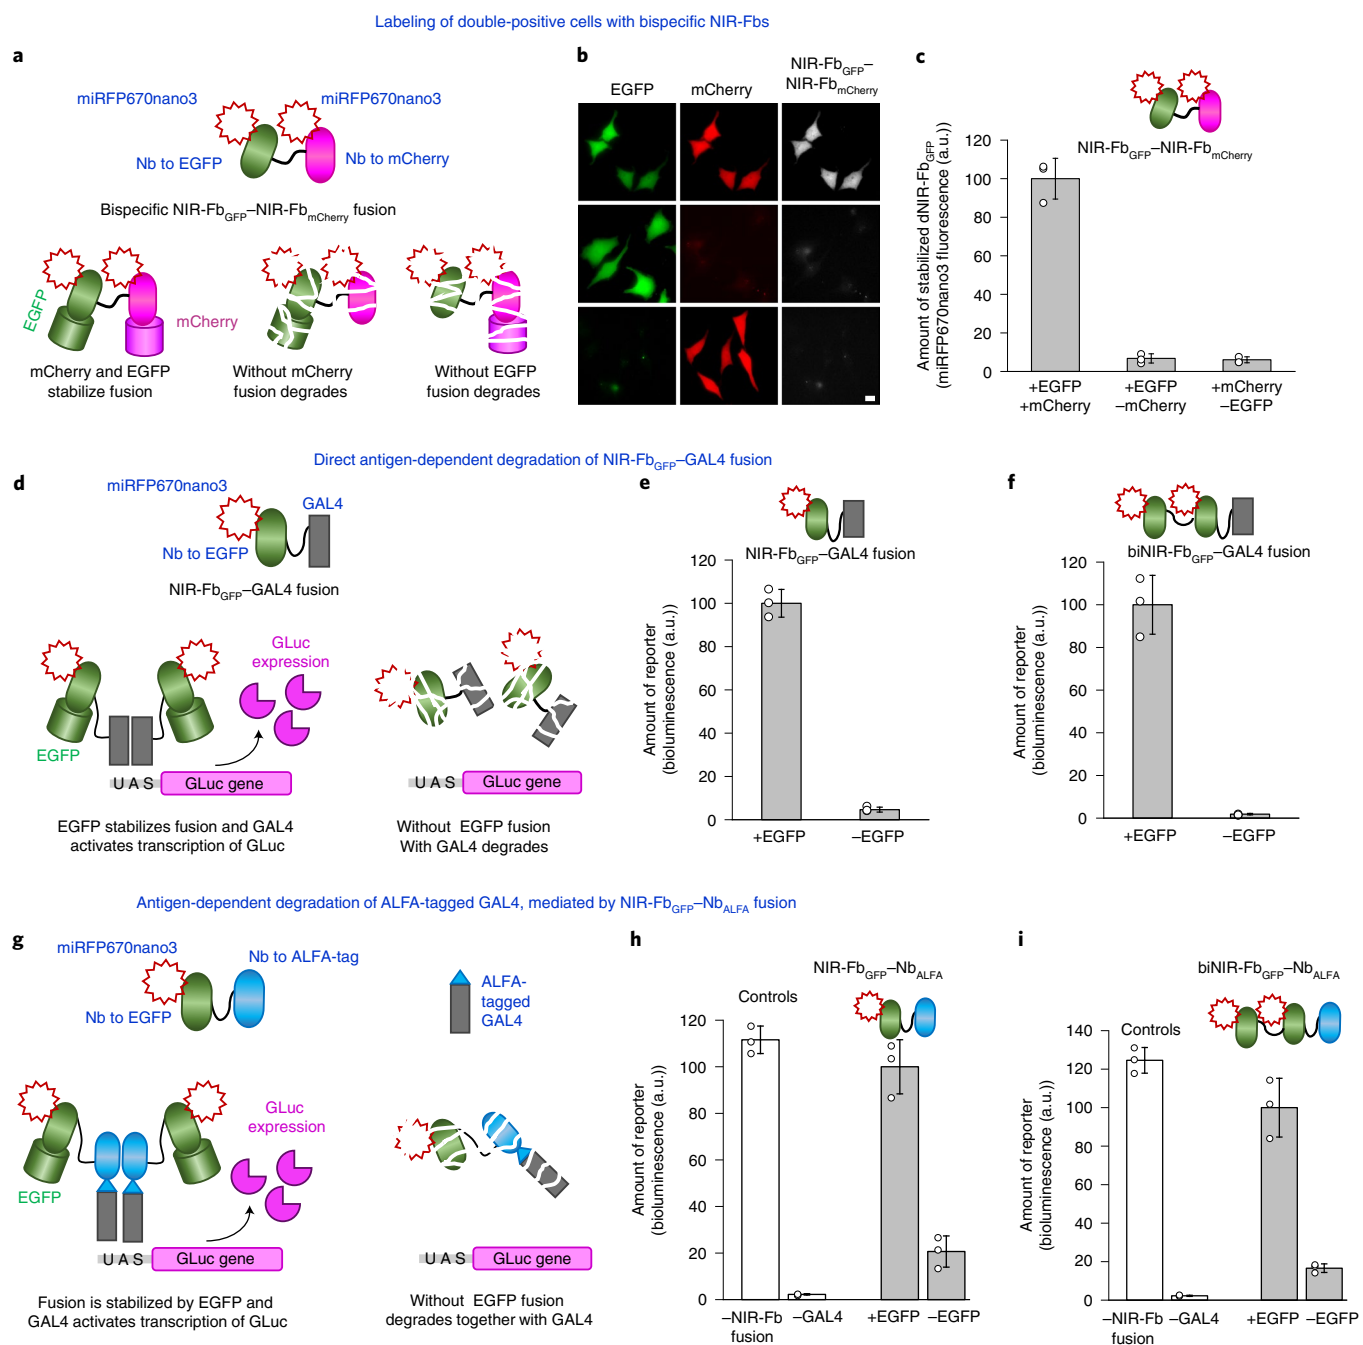 Labeling of double-positive cells with bispecific NIR-Fbs
a
miRFP670nano3
miRFP670nano3
Nb to EGFP
Nb to mCherry
Bispecific NIR-FbGFP–NIR-FbmCherry fusion
EGFP
mCherry
mCherry and EGFP
stabilize fusion
Without mCherry
fusion degrades
Without EGFP
fusion degrades
b
EGFP
mCherry
NIR-FbGFP–
NIR-FbmCherry
c
NIR-FbGFP–NIR-FbmCherry
Amount of stabilized dNIR-FbGFP
(miRFP670nano3 fluorescence (a.u.))
120
100
80
60
40
20
0
+EGFP
+mCherry
+EGFP
–mCherry
+mCherry
–EGFP
Direct antigen-dependent degradation of NIR-FbGFP–GAL4 fusion
d
miRFP670nano3
GAL4
Nb to EGFP
NIR-FbGFP–GAL4 fusion
GLuc
expression
EGFP
UAS
GLuc gene
UAS
GLuc gene
EGFP stabilizes fusion and GAL4
activates transcription of GLuc
Without EGFP fusion
With GAL4 degrades
e
NIR-FbGFP–GAL4 fusion
Amount of reporter
(bioluminescence (a.u.))
120
100
80
60
40
20
0
+EGFP
–EGFP
f
biNIR-FbGFP–GAL4 fusion
Amount of reporter
(bioluminescence (a.u.))
120
100
80
60
40
20
0
+EGFP
–EGFP
Antigen-dependent degradation of ALFA-tagged GAL4, mediated by NIR-FbGFP–NbALFA fusion
g
miRFP670nano3
Nb to ALFA-tag
Nb to EGFP
ALFA-
tagged
GAL4
GLuc
expression
EGFP
UAS
GLuc gene
UAS
GLuc gene
Fusion is stabilized by EGFP and
GAL4 activates transcription of GLuc
Without EGFP fusion
degrades together with GAL4
h
NIR-FbGFP–NbALFA
Controls
Amount of reporter
(bioluminescence (a.u.))
120
100
80
60
40
20
0
–NIR-Fb
fusion
–GAL4
+EGFP
–EGFP
i
biNIR-FbGFP–NbALFA
Controls
Amount of reporter
(bioluminescence (a.u.))
140
120
100
80
60
40
20
0
–NIR-Fb
fusion
–GAL4
+EGFP
–EGFP